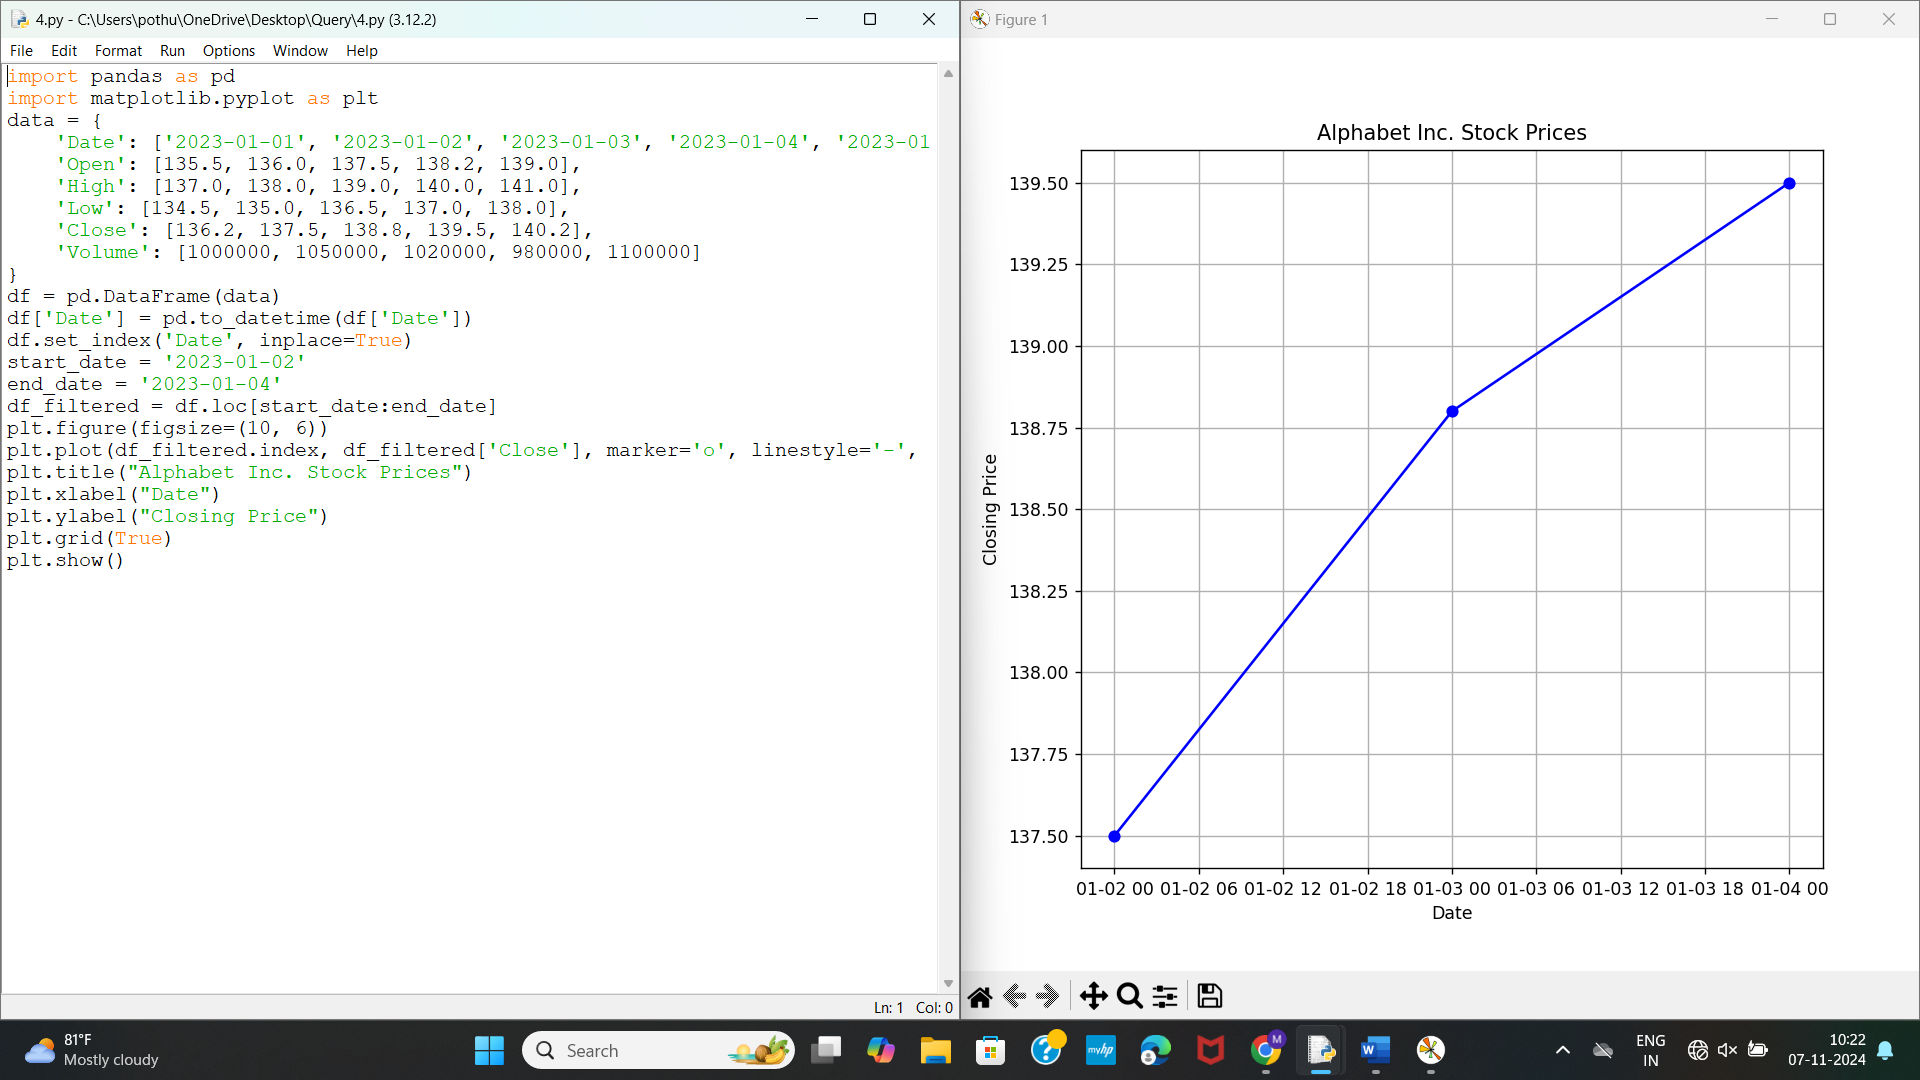 4.py - C:\Users\pothu\OneDrive\Desktop\Query\4.py (3.12.2)
File Edit Format Run Options Window Help
import pandas as pd
import matplotlib.pyplot as plt
data = {
    'Date': ['2023-01-01', '2023-01-02', '2023-01-03', '2023-01-04', '2023-01
    'Open': [135.5, 136.0, 137.5, 138.2, 139.0],
    'High': [137.0, 138.0, 139.0, 140.0, 141.0],
    'Low': [134.5, 135.0, 136.5, 137.0, 138.0],
    'Close': [136.2, 137.5, 138.8, 139.5, 140.2],
    'Volume': [1000000, 1050000, 1020000, 980000, 1100000]
}
df = pd.DataFrame(data)
df['Date'] = pd.to_datetime(df['Date'])
df.set_index('Date', inplace=True)
start_date = '2023-01-02'
end_date = '2023-01-04'
df_filtered = df.loc[start_date:end_date]
plt.figure(figsize=(10, 6))
plt.plot(df_filtered.index, df_filtered['Close'], marker='o', linestyle='-',
plt.title("Alphabet Inc. Stock Prices")
plt.xlabel("Date")
plt.ylabel("Closing Price")
plt.grid(True)
plt.show()
Ln: 1 Col: 0
Figure 1
Alphabet Inc. Stock Prices
139.50
139.25
139.00
138.75
138.50
138.25
138.00
137.75
137.50
Closing Price
01-02 00 01-02 06 01-02 12 01-02 18 01-03 00 01-03 06 01-03 12 01-03 18 01-04 00
Date
81°F
Mostly cloudy
Search
myhp
M
W
ENG
IN
10:22
07-11-2024